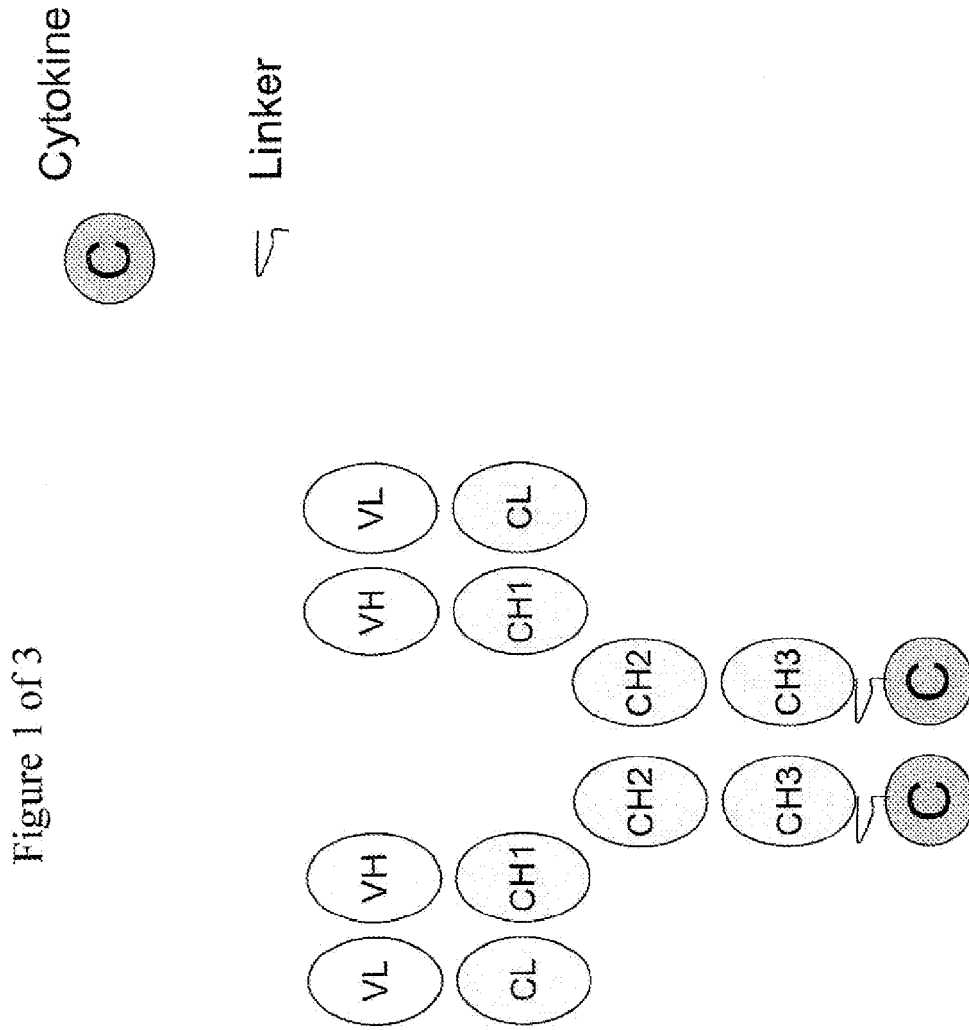 Figure 1 of 3
C Cytokine
Linker
VL VH VH VL
CL CH1 CH1 CL
CH2 CH2
CH3 CH3
C C